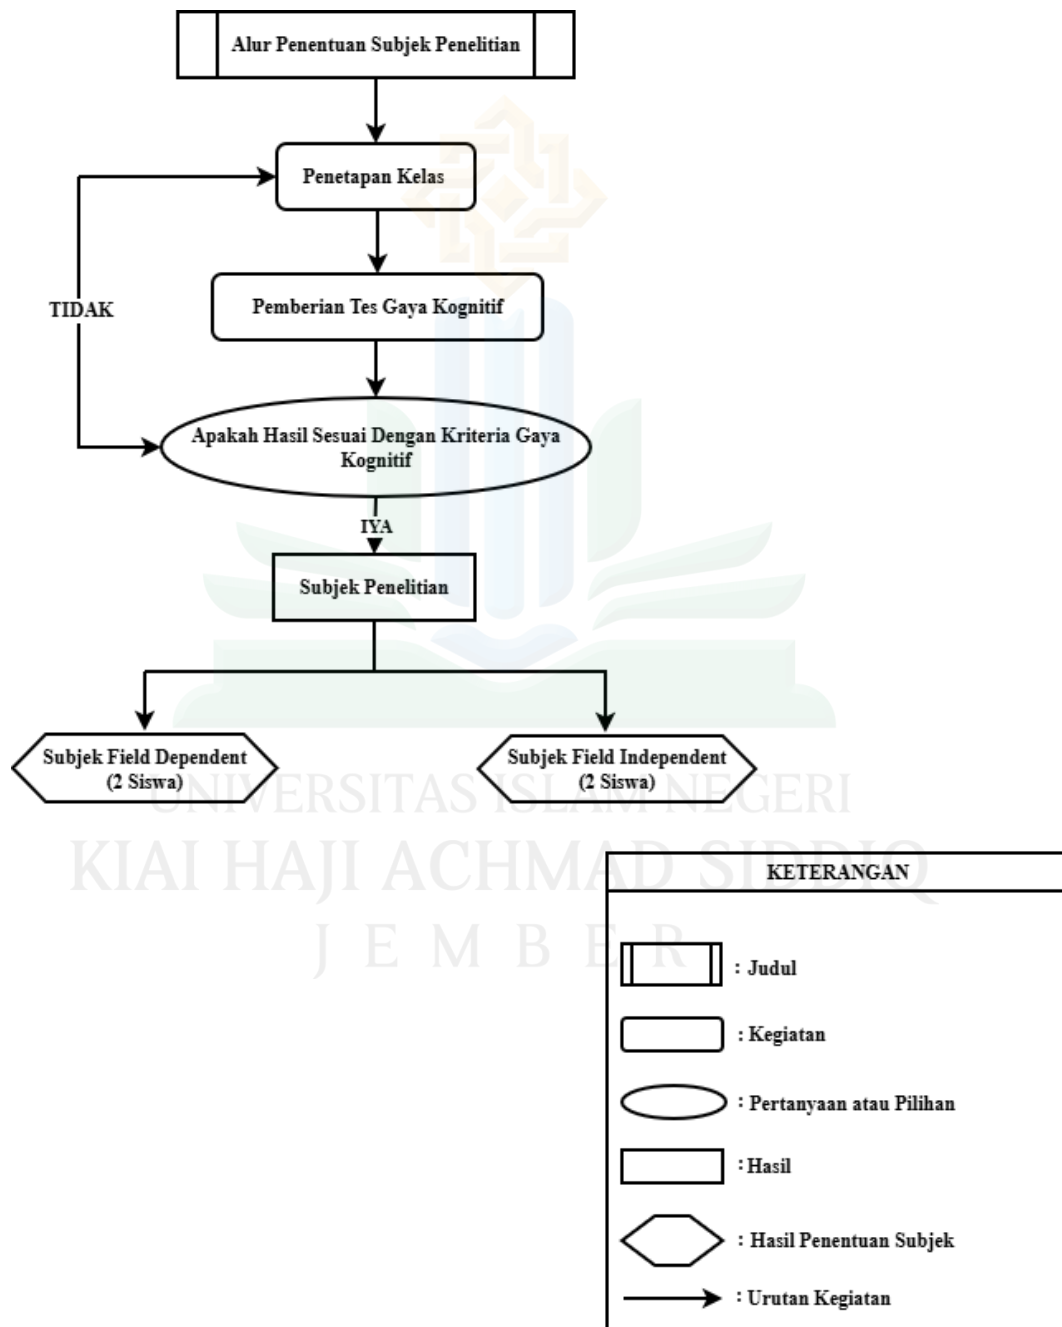 Alur Penentuan Subjek Penelitian
Penetapan Kelas
TIDAK
Pemberian Tes Gaya Kognitif
Apakah Hasil Sesuai Dengan Kriteria Gaya
Kognitif
IYA
Subjek Penelitian
Subjek Field Dependent
(2 Siswa)
Subjek Field Independent
(2 Siswa)
UNIVERSITAS ISLAM NEGERI
KIAI HAJI ACHMAD SIDDIQ
JEMBER
KETERANGAN
: Judul
: Kegiatan
: Pertanyaan atau Pilihan
: Hasil
: Hasil Penentuan Subjek
: Urutan Kegiatan